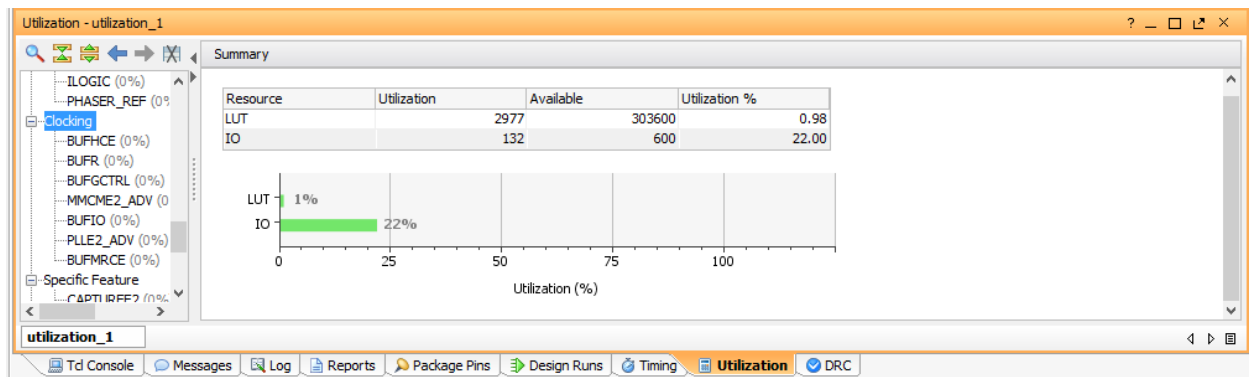 Utilization - utilization_1
Summary
ILOGIC (0%)
PHASER_REF (0%
Clocking
BUFHCE (0%)
BUFR (0%)
BUFGCTRL (0%)
MMCME2_ADV (0
BUFIO (0%)
PLLE2_ADV (0%)
BUFMRCE (0%)
Specific Feature
CAPTUREE2 (0%
Resource Utilization Available Utilization %
LUT 2977 303600 0.98
IO 132 600 22.00
LUT 1%
IO 22%
0 25 50 75 100
Utilization (%)
utilization_1
Tcl Console Messages Log Reports Package Pins Design Runs Timing Utilization DRC